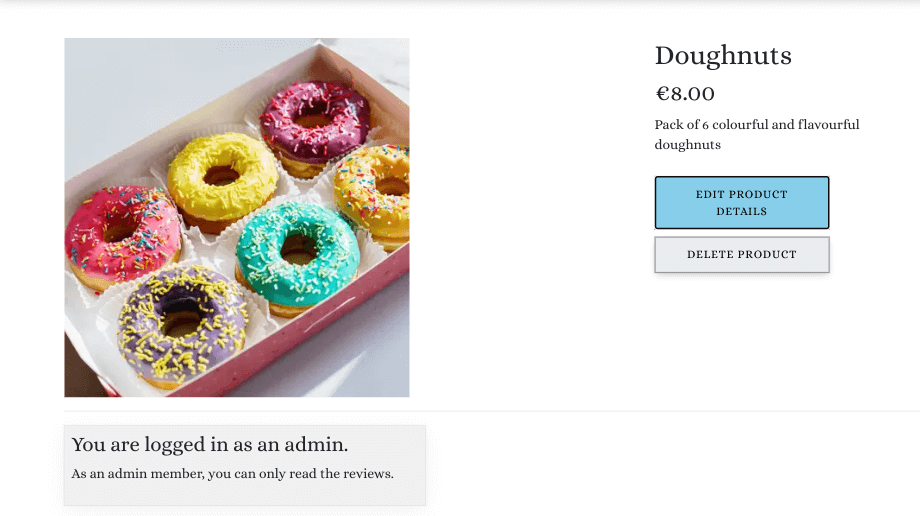 Doughnuts
€8.00
Pack of 6 colourful and flavourful
doughnuts
EDIT PRODUCT
DETAILS
DELETE PRODUCT
You are logged in as an admin.
As an admin member, you can only read the reviews.